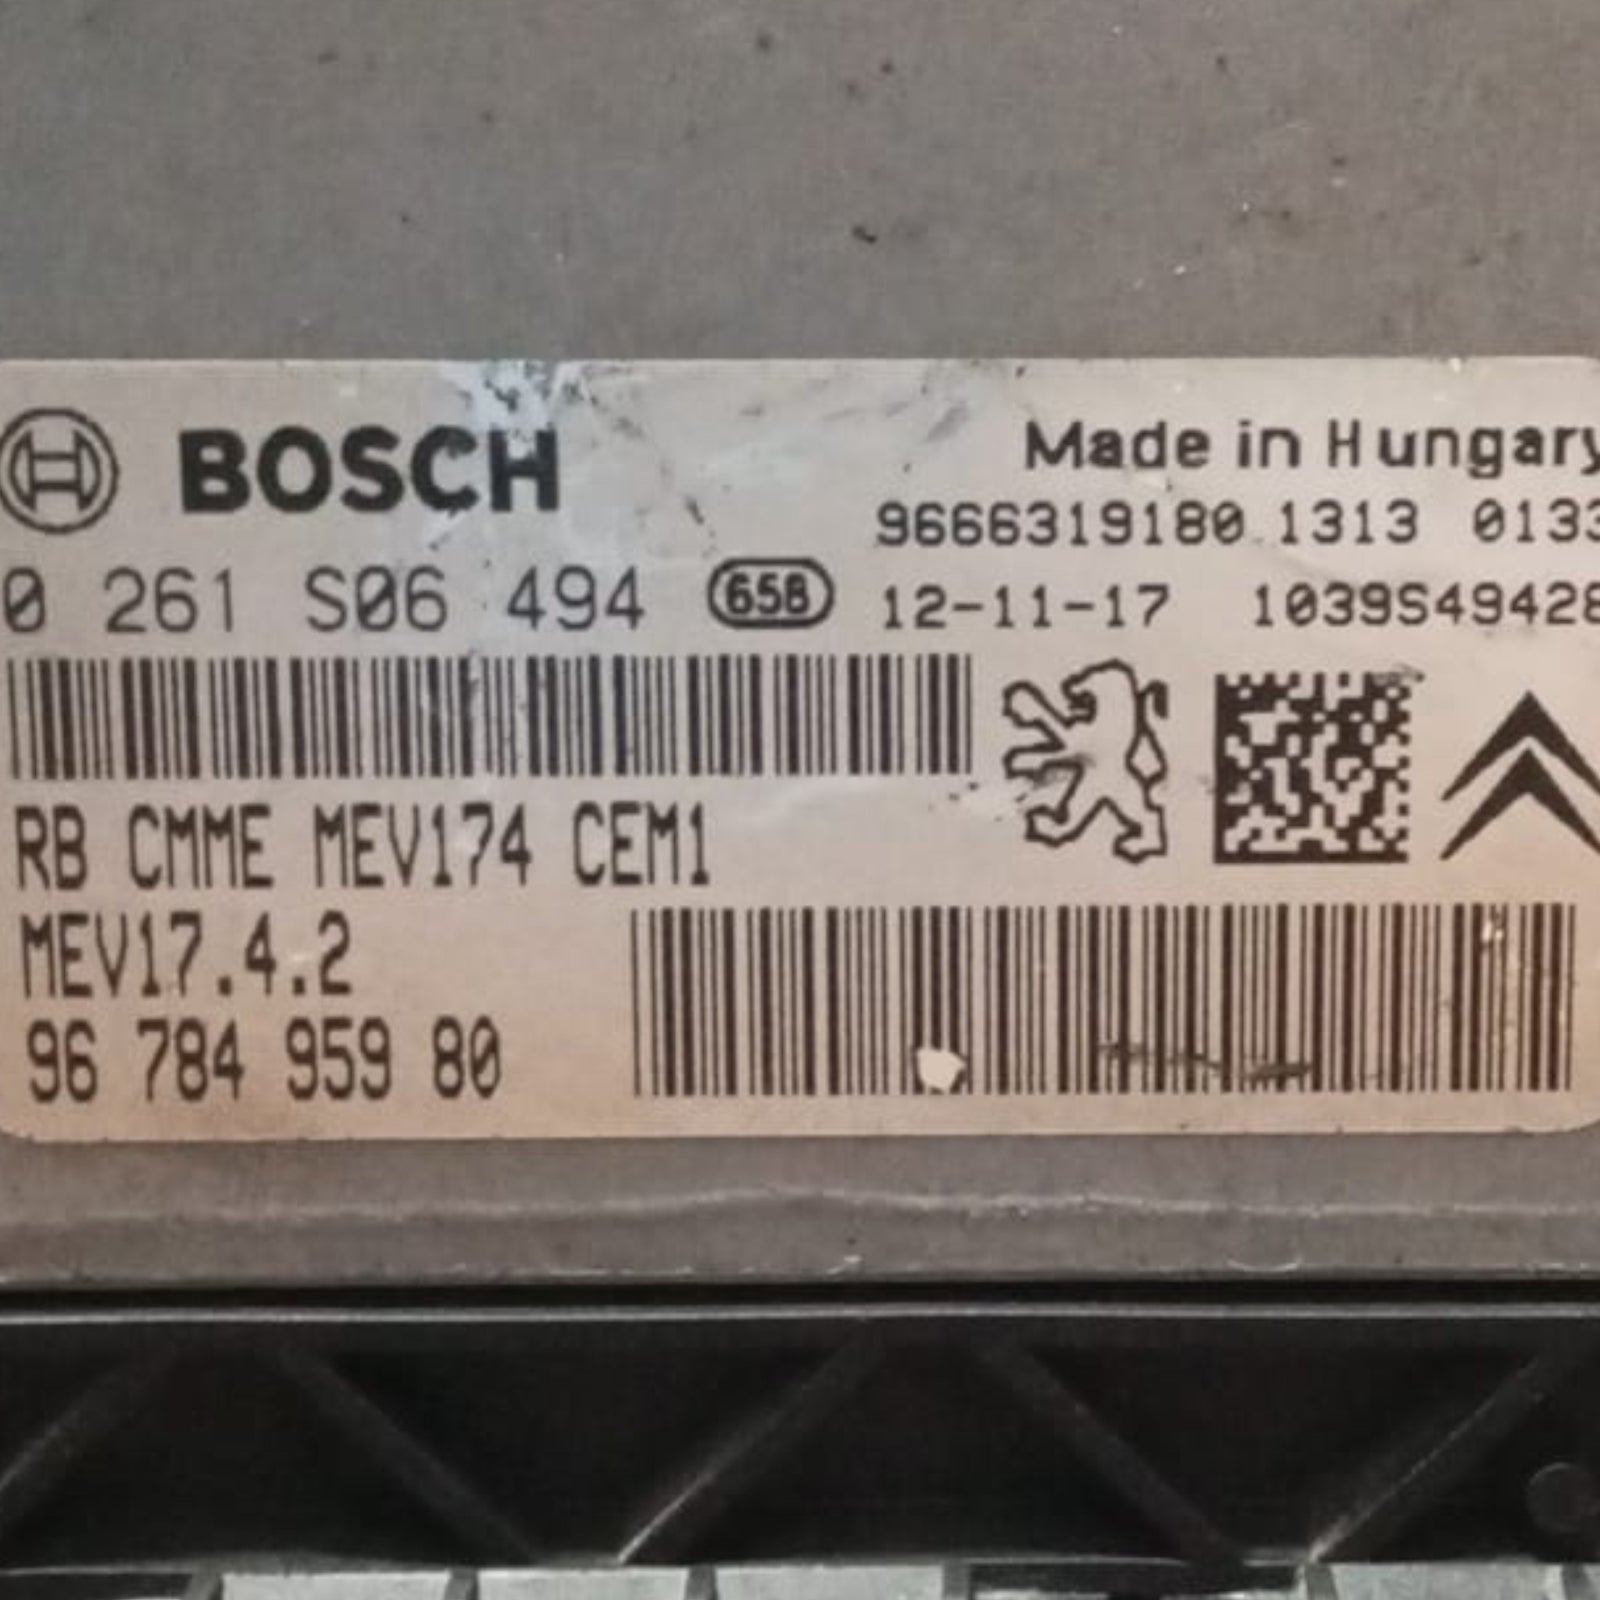 BOSCH
Made in Hungary
9666319180 1313 0133
0 261 S06 494 658 12-11-17 1039S49428
RB CMME MEV174 CEM1
MEV17.4.2
96 784 959 80